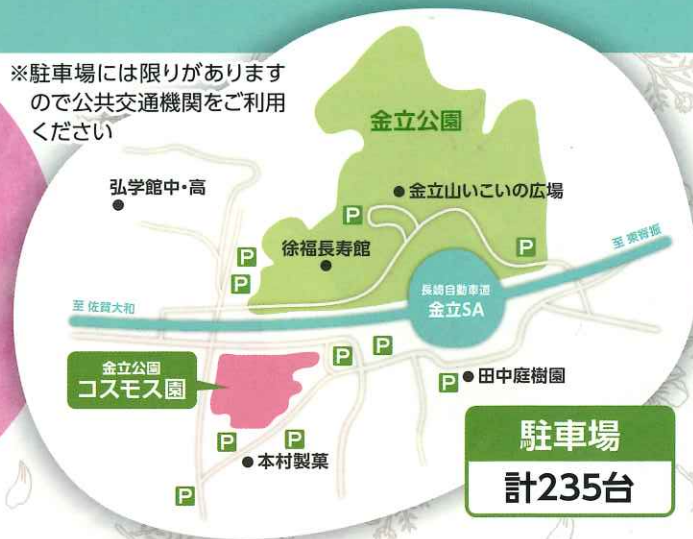 ※駐車場には限りがあります
ので公共交通機関をご利用
ください
金立公園
弘学館中・高
金立山いこいの広場
P
徐福長寿館
P
P
P
至 東脊振
長崎自動車道
金立SA
至 佐賀大和
P
P
金立公園
コスモス園
P
田中庭樹園
P
P
本村製菓
P
駐車場
計235台